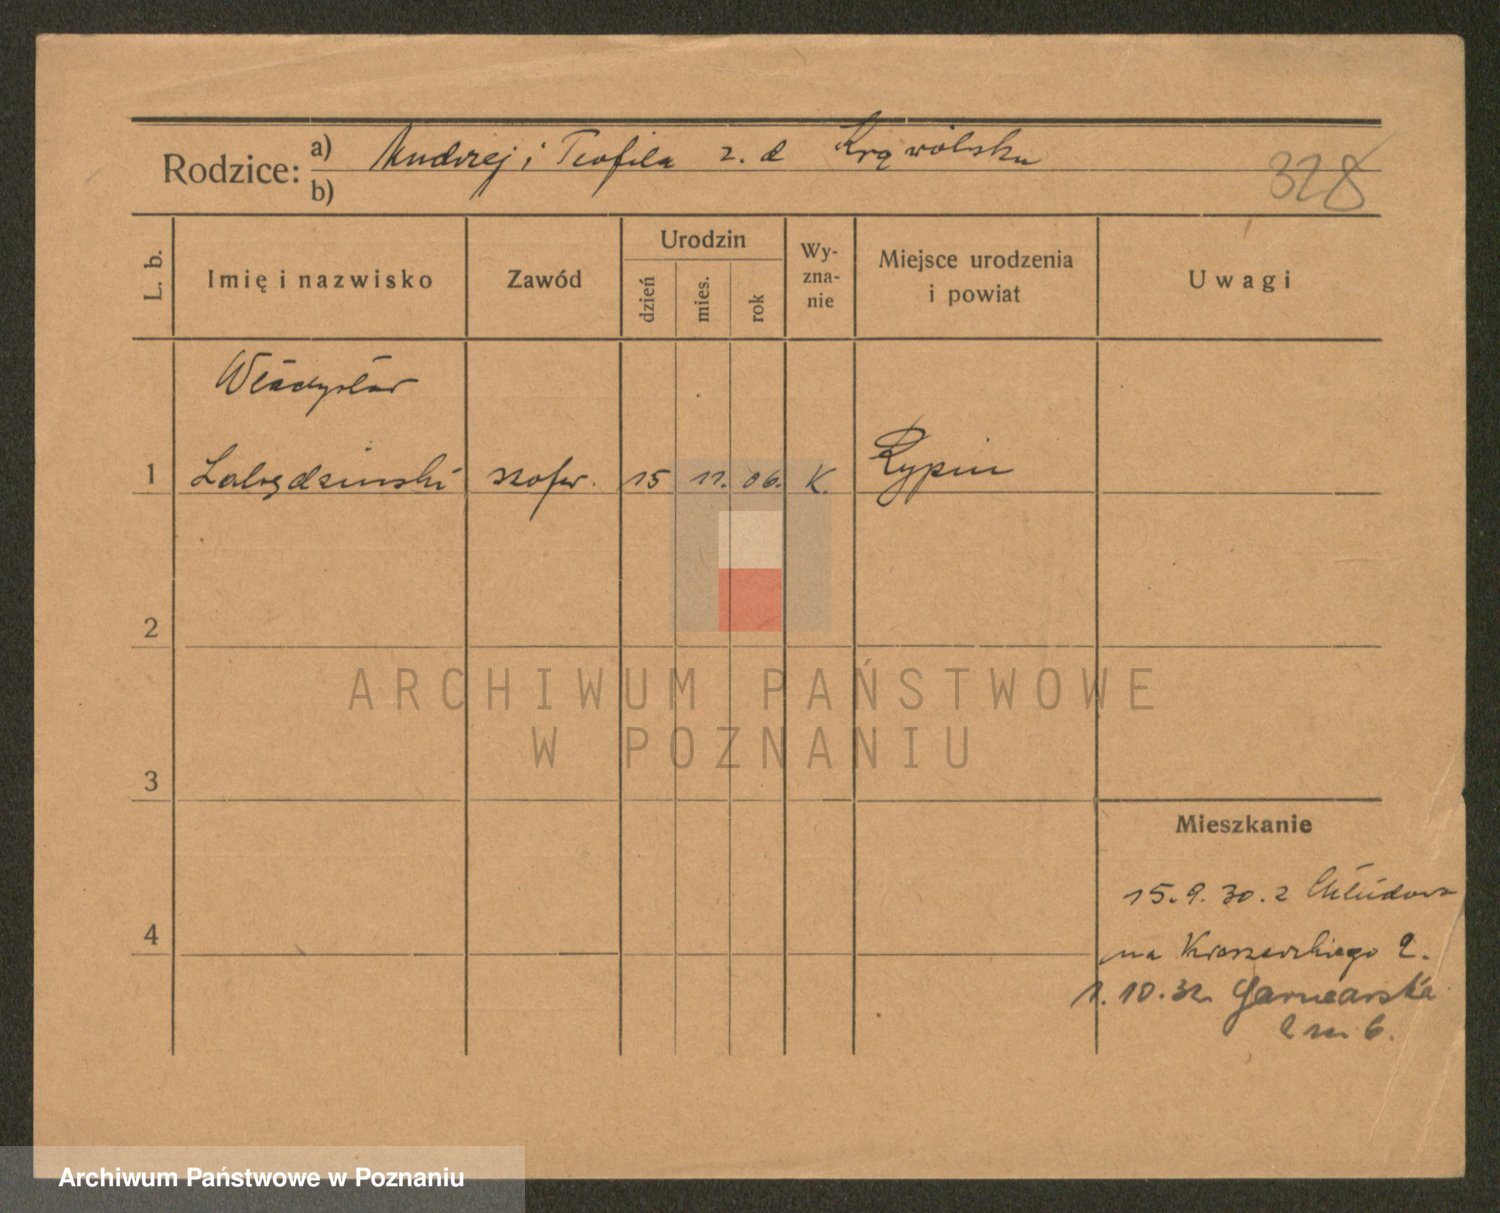 Rodzice:
a) Andrzej i Teofila z. d
b)
328
L. b.
Imię i nazwisko
Zawód
Urodzin
dzień
mies.
rok
Wy-
zna-
nie
Miejsce urodzenia
i powiat
Uwagi
Władysław
1 Łabędzinski szofer. 15 11. 06. K. Rypin
2
3
4
ARCHIWUM PAŃSTWOWE
W POZNANIU
Mieszkanie
15.9.30. z Chludowa
na Kraszewskiego 2.
1.10.32. Garncarska
2 m 6.
Archiwum Państwowe w Poznaniu